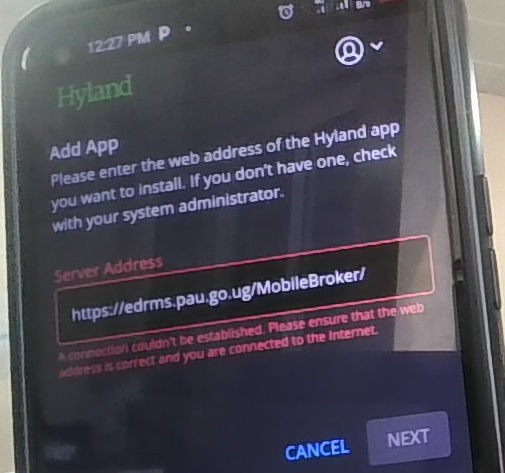 12:27 PM P
Hyland
Add App
Please enter the web address of the Hyland app
you want to install. If you don't have one, check
with your system administrator.
Server Address
https://edrms.pau.go.ug/MobileBroker/
A connection couldn't be established. Please ensure that the web
address is correct and you are connected to the Internet.
CANCEL NEXT